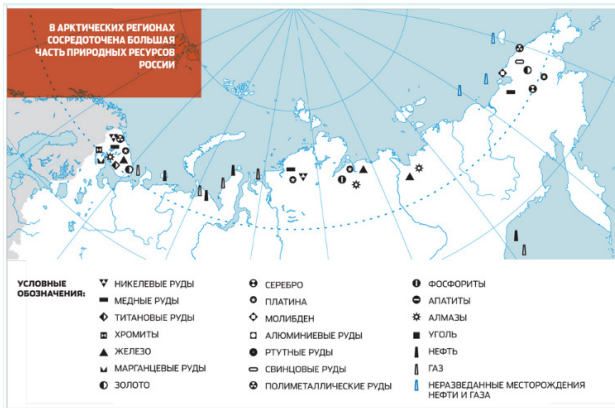 В АРКТИЧЕСКИХ РЕГИОНАХ
СОСРЕДОТОЧЕНА БОЛЬШАЯ
ЧАСТЬ ПРИРОДНЫХ РЕСУРСОВ
РОССИИ
УСЛОВНЫЕ
ОБОЗНАЧЕНИЯ:
НИКЕЛЕВЫЕ РУДЫ
МЕДНЫЕ РУДЫ
ТИТАНОВЫЕ РУДЫ
ХРОМИТЫ
ЖЕЛЕЗО
МАРГАНЦЕВЫЕ РУДЫ
ЗОЛОТО
СЕРЕБРО
ПЛАТИНА
МОЛИБДЕН
АЛЮМИНИЕВЫЕ РУДЫ
РТУТНЫЕ РУДЫ
СВИНЦОВЫЕ РУДЫ
ПОЛИМЕТАЛЛИЧЕСКИЕ РУДЫ
ФОСФОРИТЫ
АПАТИТЫ
АЛМАЗЫ
УГОЛЬ
НЕФТЬ
ГАЗ
НЕРАЗВЕДАННЫЕ МЕСТОРОЖДЕНИЯ
НЕФТИ И ГАЗА